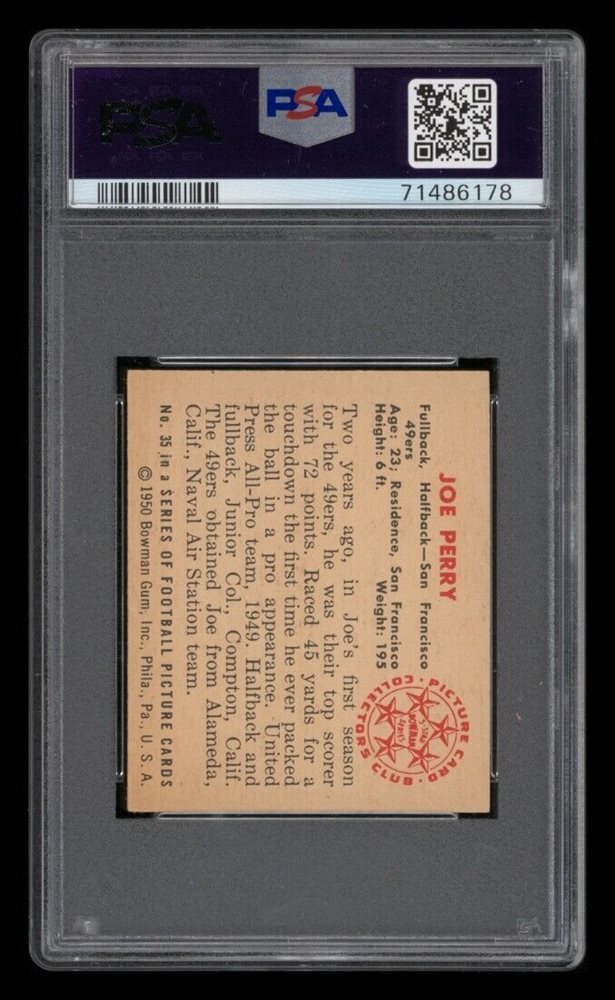 PSA
PSA
71486178
JOE PERRY
Fullback, Halfback—San Francisco
49ers
Age: 23; Residence, San Francisco
Height: 6 ft. Weight: 195
Two years ago, in Joe's first season
for the 49ers, he was their top scorer
with 72 points. Raced 45 yards for a
touchdown the first time he ever packed
the ball in a pro appearance. United
Press All-Pro team, 1949. Halfback and
fullback, Junior Col., Compton, Calif.
The 49ers obtained Joe from Alameda,
Calif., Naval Air Station team.
No. 35 in a SERIES OF FOOTBALL PICTURE CARDS
© 1950 Bowman Gum, Inc., Phila., Pa., U. S. A.
PICTURE CARD
COLLECTORS CLUB
5-STAR
BOWMAN
SERIES